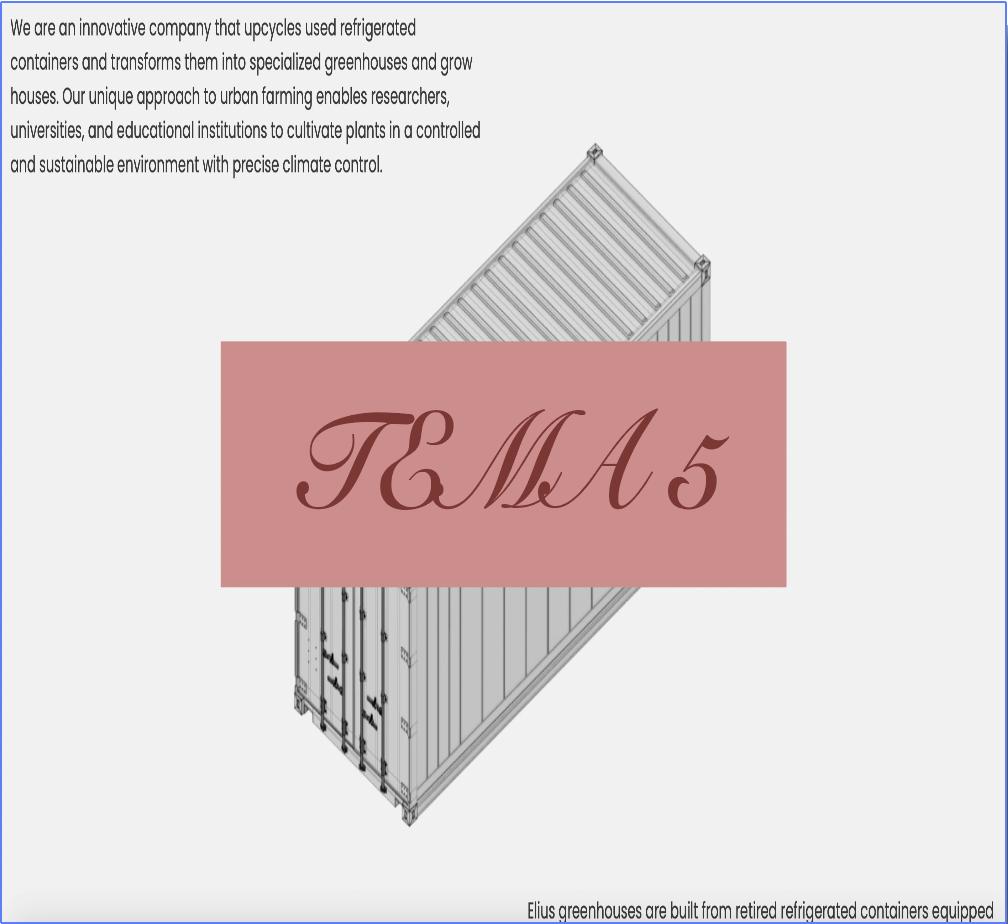 We are an innovative company that upcycles used refrigerated
containers and transforms them into specialized greenhouses and grow
houses. Our unique approach to urban farming enables researchers,
universities, and educational institutions to cultivate plants in a controlled
and sustainable environment with precise climate control.
TEMA 5
Elius greenhouses are built from retired refrigerated containers equipped